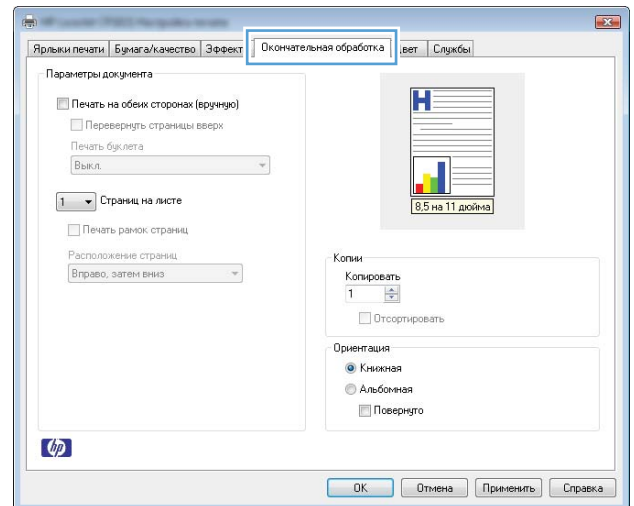 Ярлыки печати Бумага/качество Эффект Окончательная обработка вет Службы
Параметры документа
Печать на обеих сторонах (вручную)
Перевернуть страницы вверх
Печать буклета
Выкл.
1 Страниц на листе
Печать рамок страниц
Расположение страниц
Вправо, затем вниз
H
8,5 на 11 дюйма
Копии
Копировать
1
Отсортировать
Ориентация
Книжная
Альбомная
Повернуто
hp
OK Отмена Применить Справка